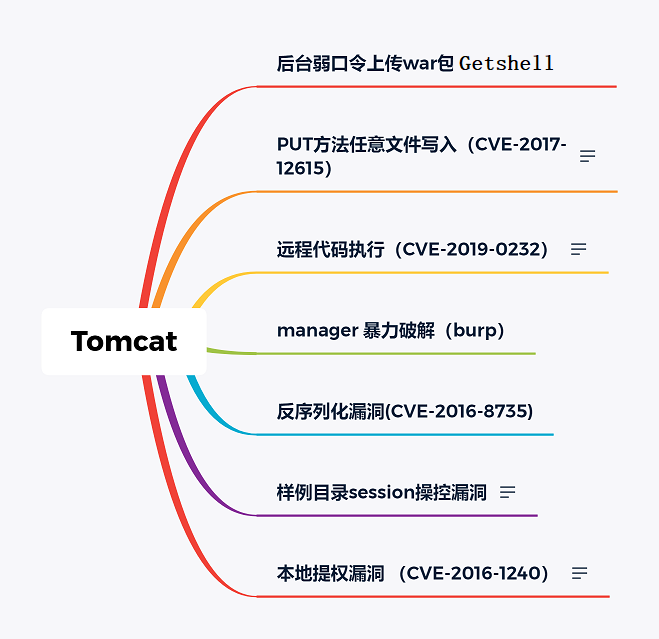 后台弱口令上传war包 Getshell
PUT方法任意文件写入（CVE-2017-
12615）
远程代码执行（CVE-2019-0232）
Tomcat
manager 暴力破解（burp）
反序列化漏洞(CVE-2016-8735)
样例目录session操控漏洞
本地提权漏洞 （CVE-2016-1240）